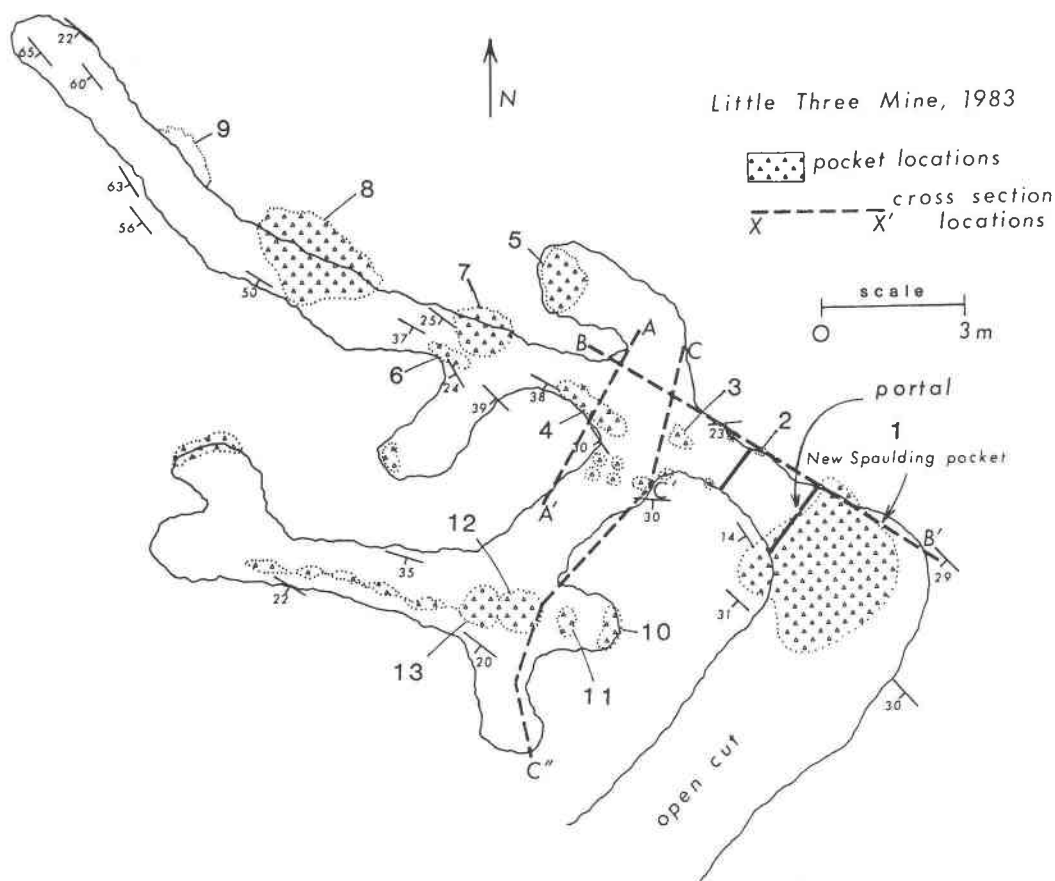 22
65
60
N
Little Three Mine, 1983
pocket locations
cross section
X X' locations
9
63
56
8
50
5
7
25
37
6
24
39
38
4
A
B
C
scale
O 3 m
3
23
2
portal
1
New Spaulding pocket
10
A'
C'
30
14
B'
29
31
12
35
22
13
20
11
10
30
C"
open cut